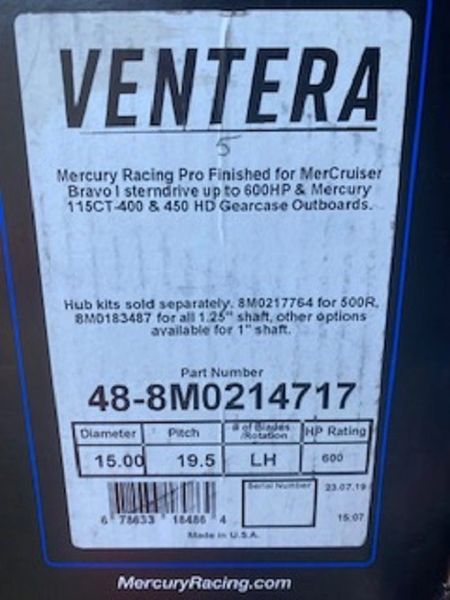 VENTERA
5
Mercury Racing Pro Finished for MerCruiser
Bravo I sterndrive up to 600HP & Mercury
115CT-400 & 450 HD Gearcase Outboards.
Hub kits sold separately. 8M0217764 for 500R,
8M0183487 for all 1.25" shaft, other options
available for 1" shaft.
Part Number
48-8M0214717
Diameter Pitch # of Blades /Rotation HP Rating
15.00 19.5 LH 600
Serial Number 23.07.19
15:07
6 78633 18486 4
Made in U.S.A.
MercuryRacing.com